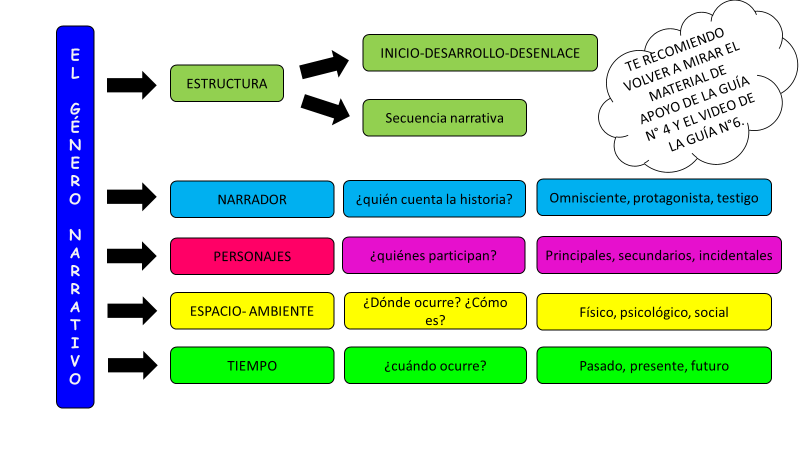 EL GÉNERO NARRATIVO
ESTRUCTURA
INICIO-DESARROLLO-DESENLACE
Secuencia narrativa
TE RECOMIENDO
VOLVER A MIRAR EL
MATERIAL DE
APOYO DE LA GUÍA
N° 4 Y EL VIDEO DE
LA GUÍA N°6.
NARRADOR
¿quién cuenta la historia?
Omnisciente, protagonista, testigo
PERSONAJES
¿quiénes participan?
Principales, secundarios, incidentales
ESPACIO- AMBIENTE
¿Dónde ocurre? ¿Cómo
es?
Físico, psicológico, social
TIEMPO
¿cuándo ocurre?
Pasado, presente, futuro